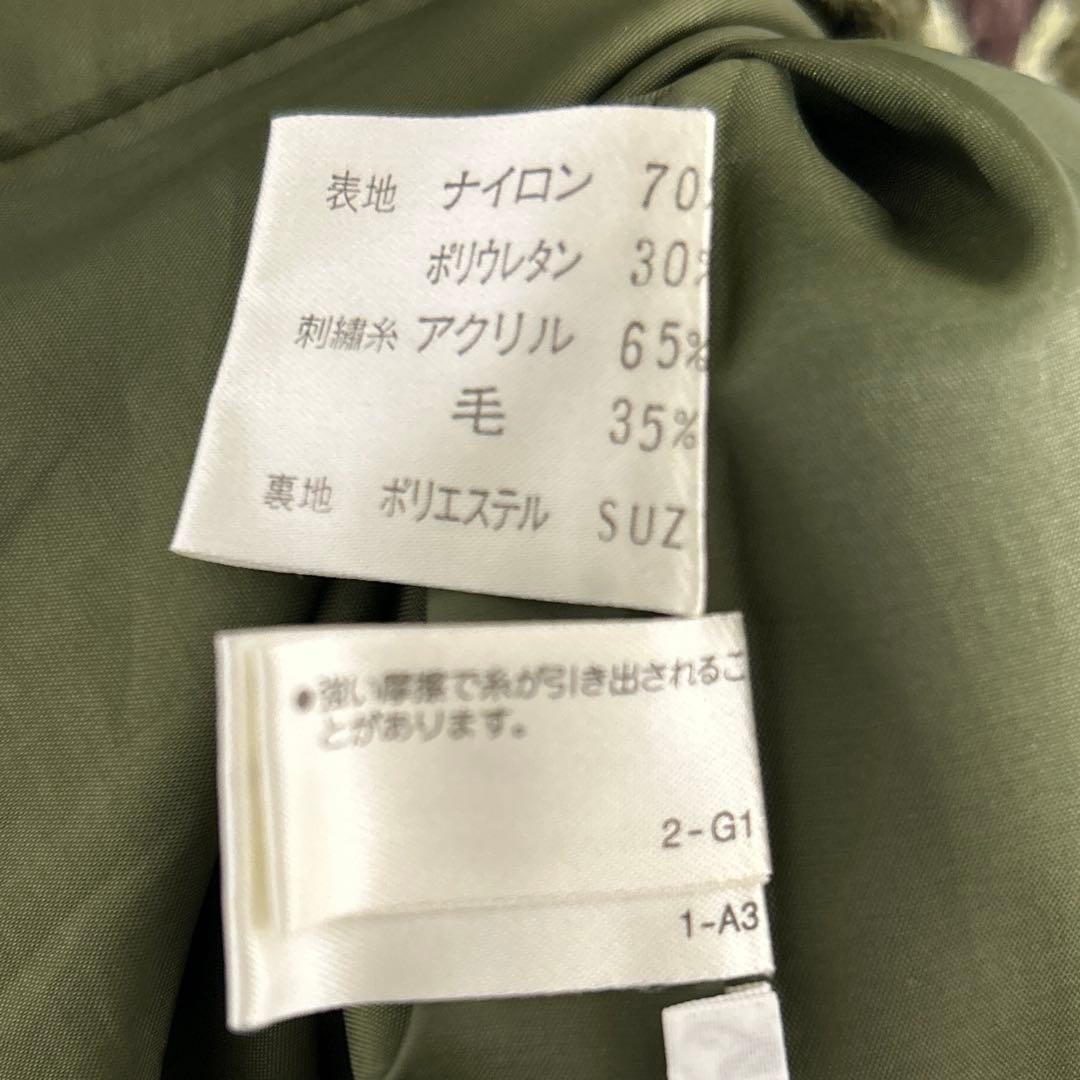 表地 ナイロン 70%
ポリウレタン 30%
刺繍糸 アクリル 65%
毛 35%
裏地 ポリエステル SUZ
●強い摩擦で糸が引き出されるこ
とがあります。
2-G1
1-A3